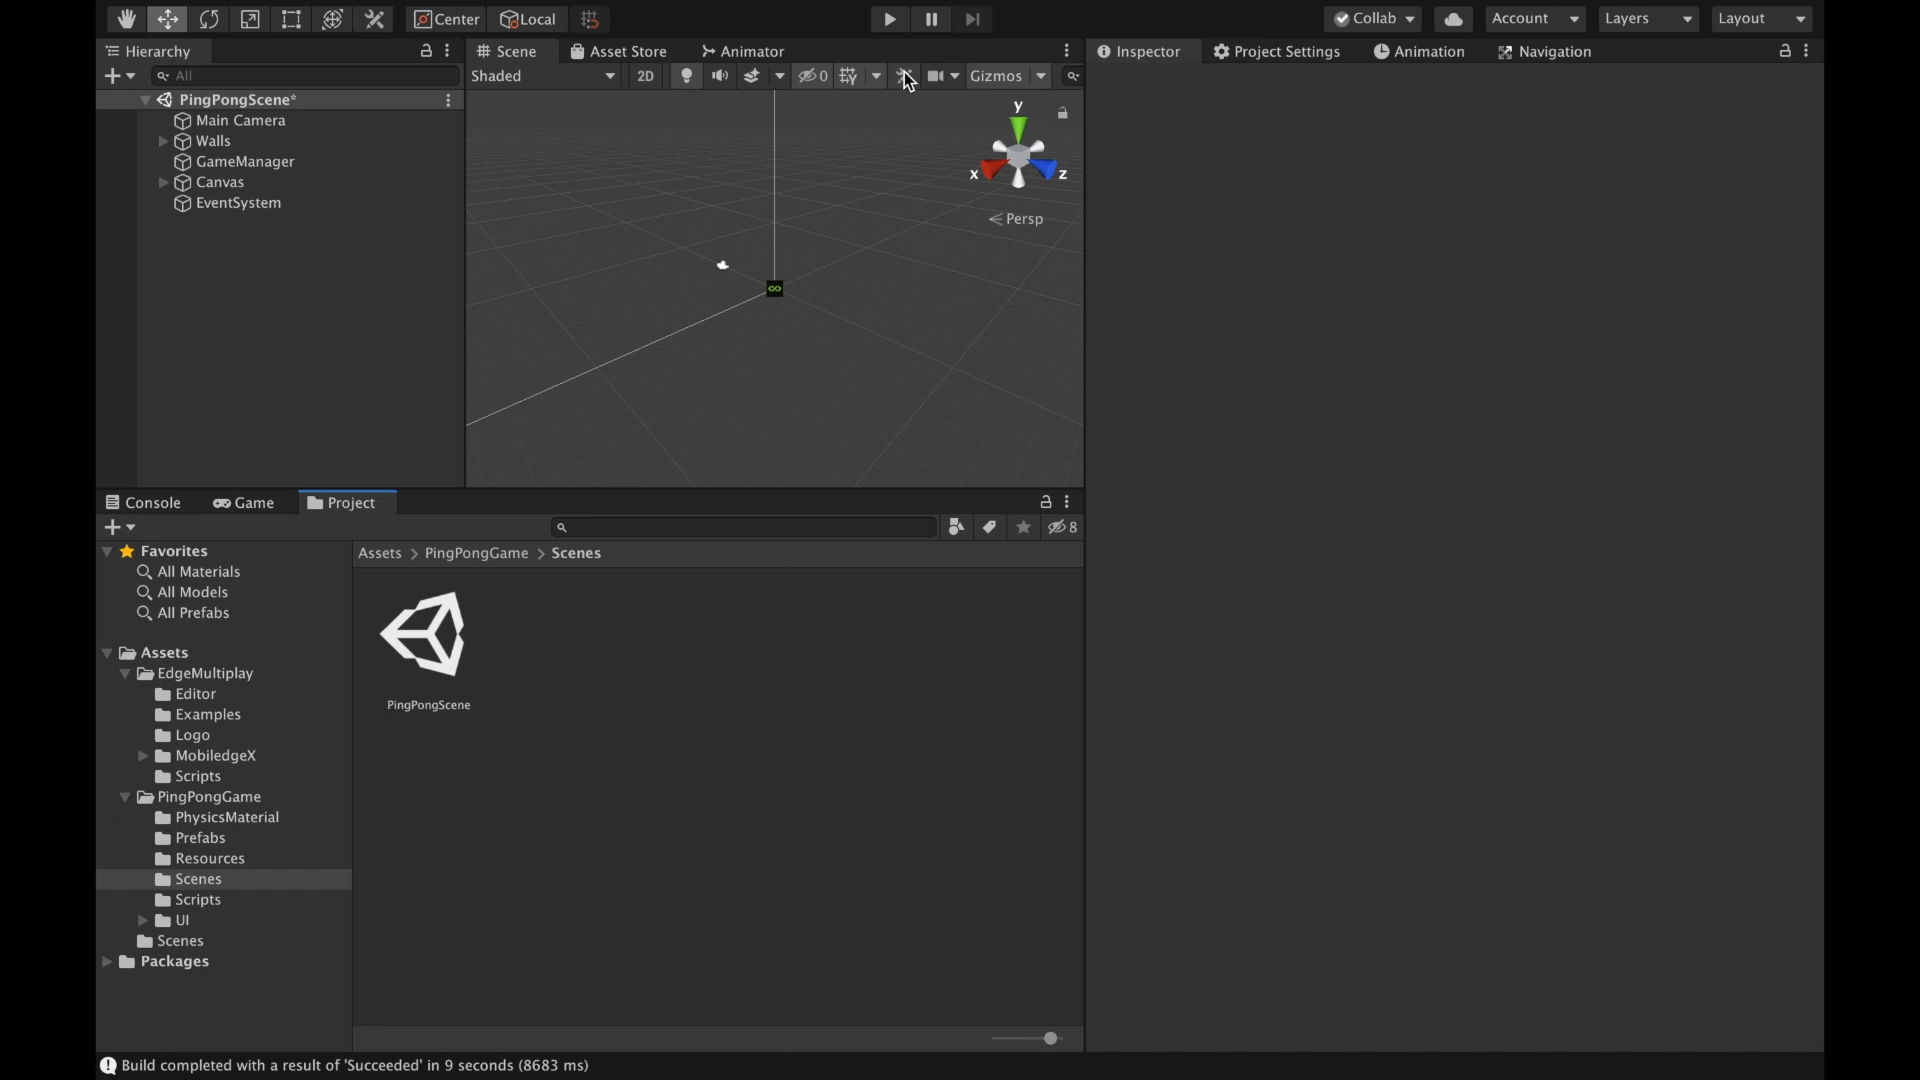 Center Local Collab Account Layers Layout
Hierarchy Scene Asset Store Animator Inspector Project Settings Animation Navigation
All Shaded 2D 0 Gizmos
PingPongScene*
Main Camera
Walls
GameManager
Canvas
EventSystem
y
x z
Persp
Console Game Project
8
Favorites
All Materials
All Models
All Prefabs
Assets
EdgeMultiplay
Editor
Examples
Logo
MobiledgeX
Scripts
PingPongGame
PhysicsMaterial
Prefabs
Resources
Scenes
Scripts
UI
Scenes
Packages
Assets > PingPongGame > Scenes
PingPongScene
Build completed with a result of 'Succeeded' in 9 seconds (8683 ms)